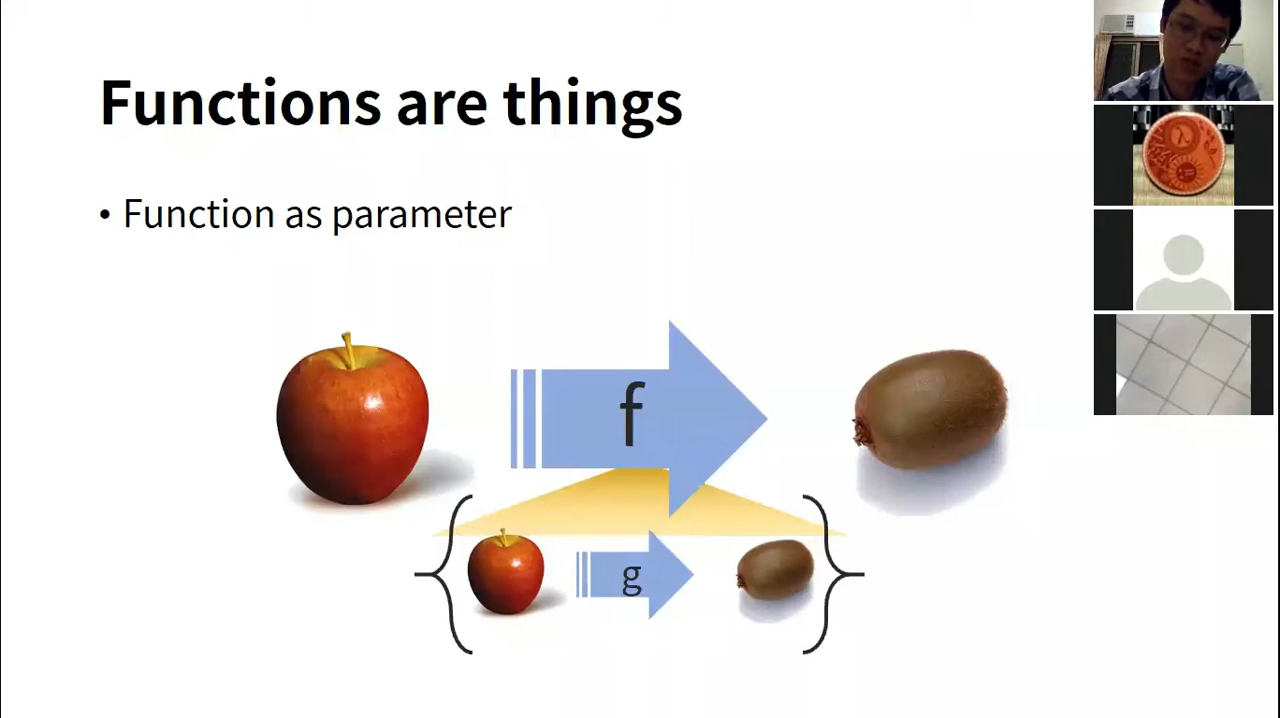 Functions are things
• Function as parameter
f
g
λ